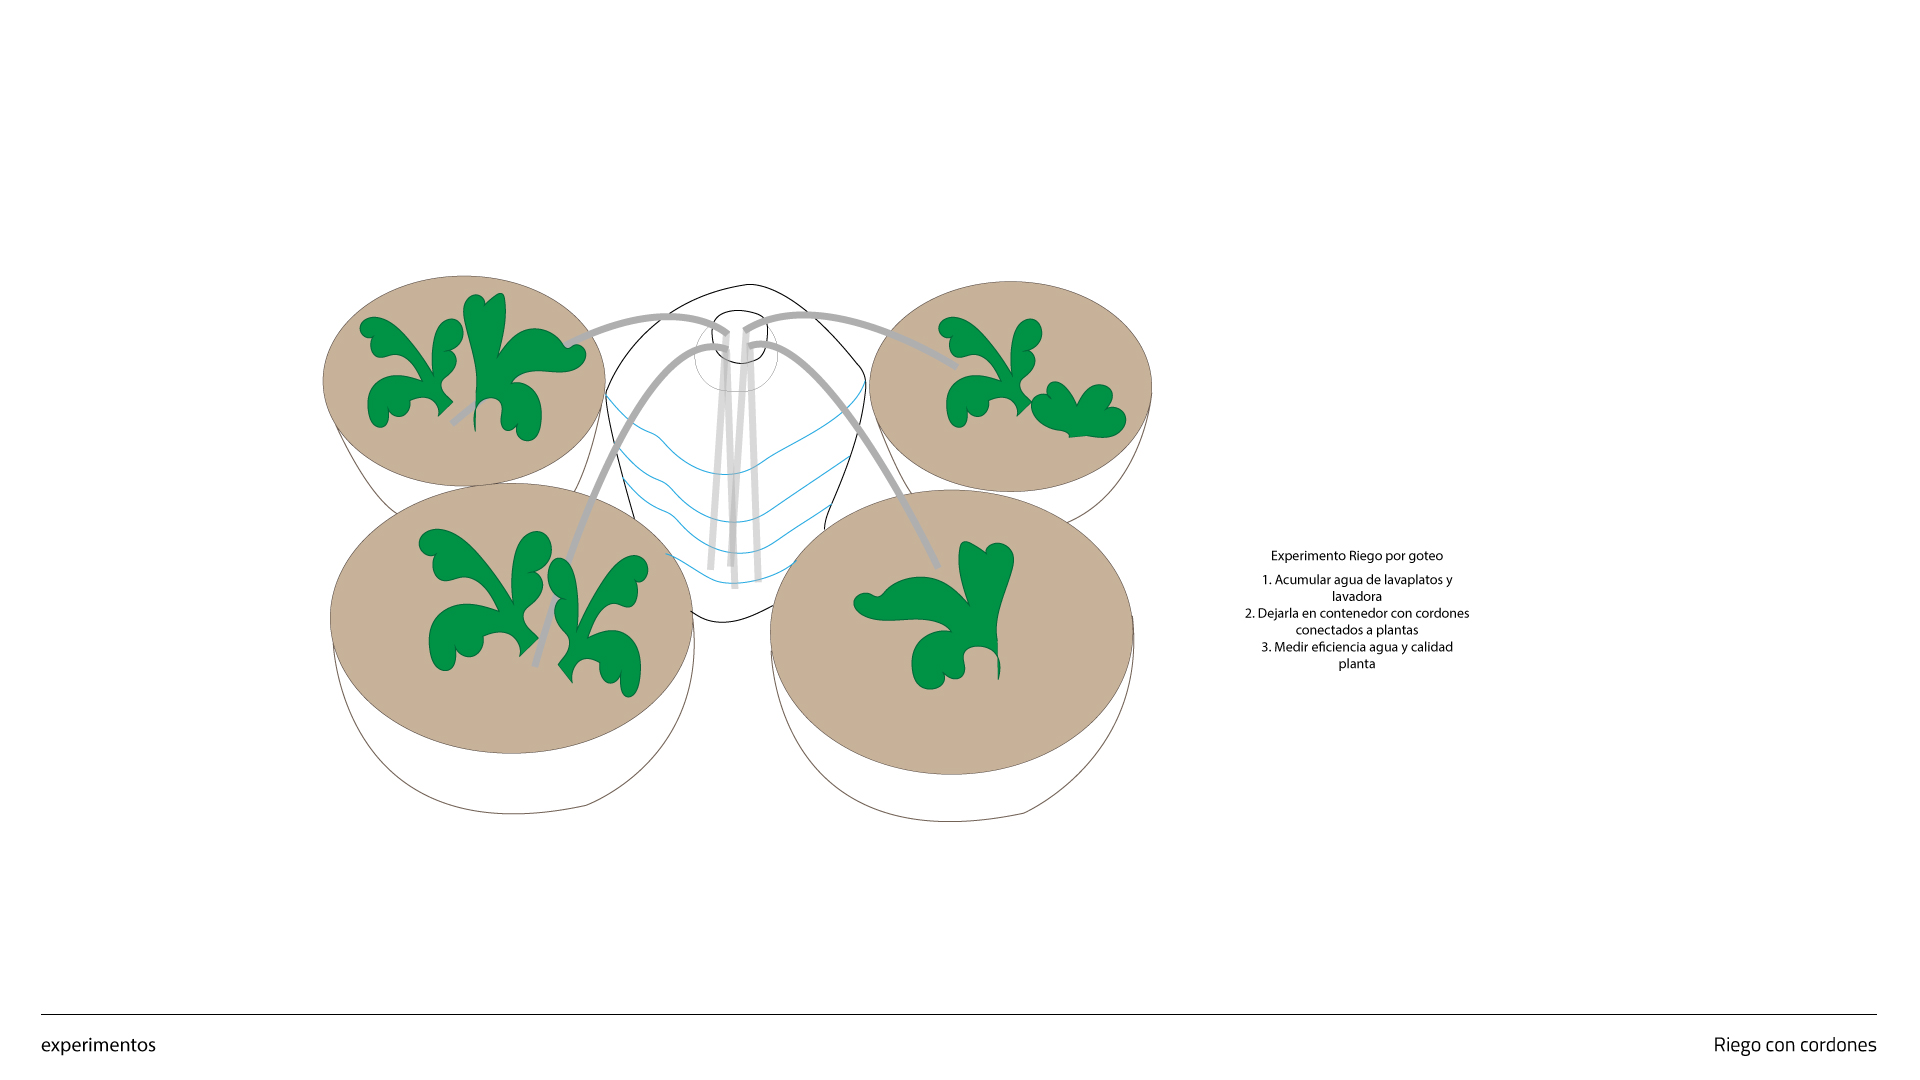 Experimento Riego por goteo
1. Acumular agua de lavaplatos y
lavadora
2. Dejarla en contenedor con cordones
conectados a plantas
3. Medir eficiencia agua y calidad
planta
experimentos
Riego con cordones